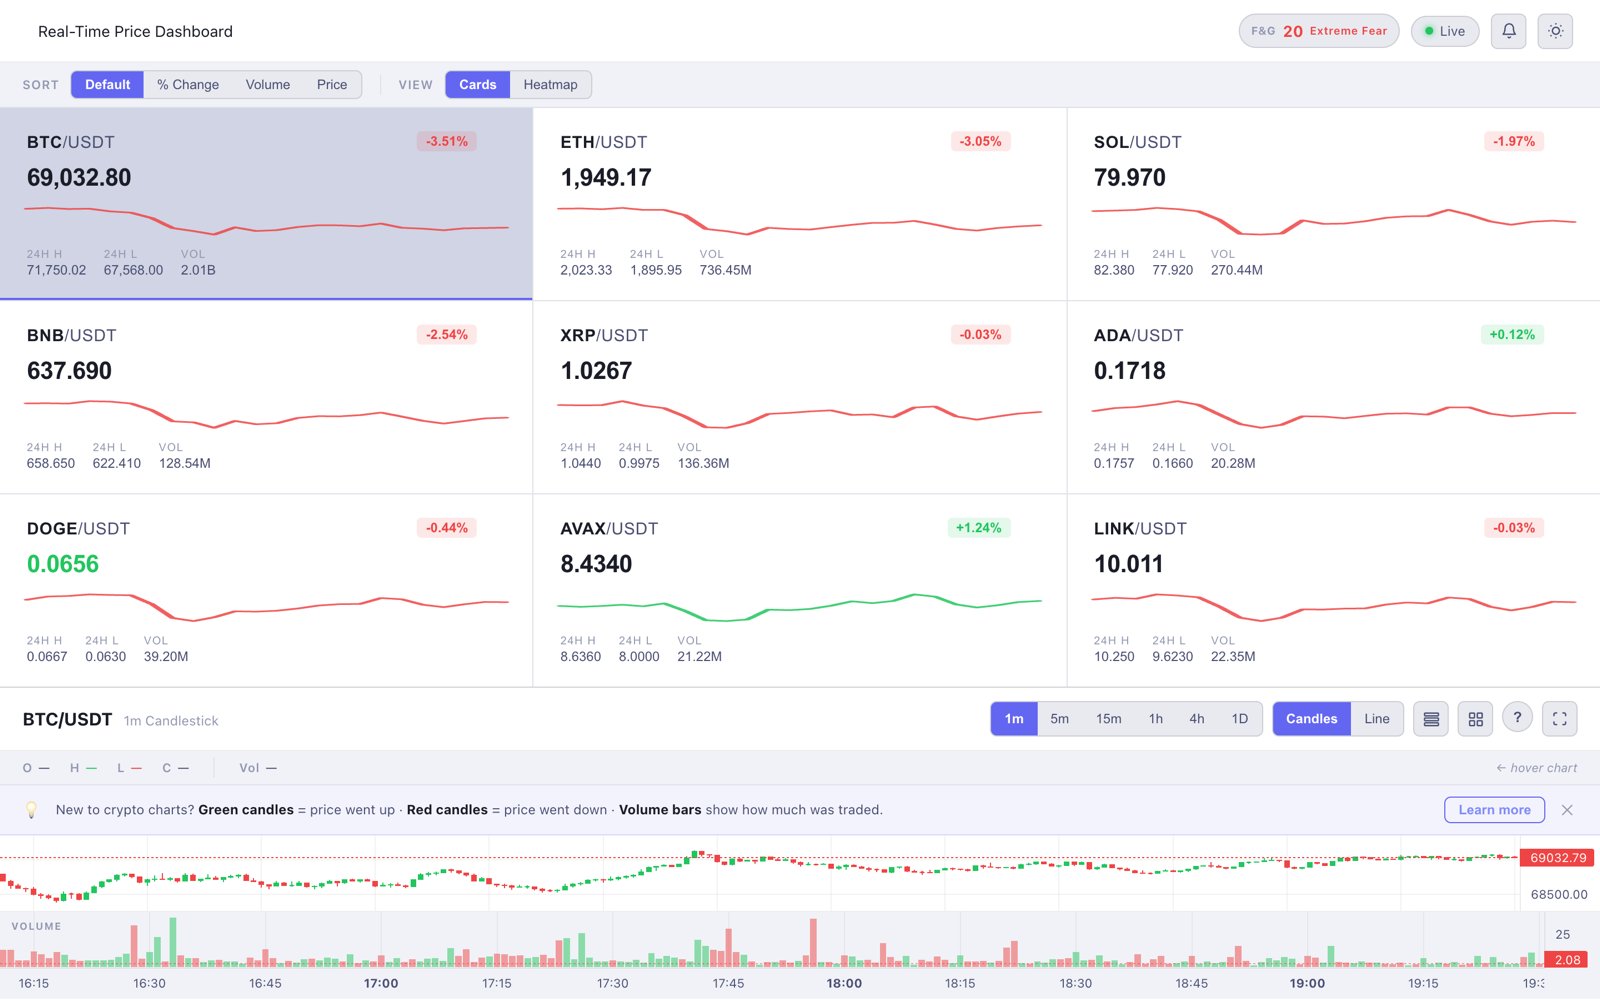 Real-Time Price Dashboard
F&G 20 Extreme Fear
Live
SORT Default % Change Volume Price
VIEW Cards Heatmap
BTC/USDT -3.51%
69,032.80
24H H 24H L VOL
71,750.02 67,568.00 2.01B
ETH/USDT -3.05%
1,949.17
24H H 24H L VOL
2,023.33 1,895.95 736.45M
SOL/USDT -1.97%
79.970
24H H 24H L VOL
82.380 77.920 270.44M
BNB/USDT -2.54%
637.690
24H H 24H L VOL
658.650 622.410 128.54M
XRP/USDT -0.03%
1.0267
24H H 24H L VOL
1.0440 0.9975 136.36M
ADA/USDT +0.12%
0.1718
24H H 24H L VOL
0.1757 0.1660 20.28M
DOGE/USDT -0.44%
0.0656
24H H 24H L VOL
0.0667 0.0630 39.20M
AVAX/USDT +1.24%
8.4340
24H H 24H L VOL
8.6360 8.0000 21.22M
LINK/USDT -0.03%
10.011
24H H 24H L VOL
10.250 9.6230 22.35M
BTC/USDT 1m Candlestick
1m 5m 15m 1h 4h 1D
Candles Line
?
O — H — L — C — Vol —
← hover chart
New to crypto charts? Green candles = price went up · Red candles = price went down · Volume bars show how much was traded.
Learn more
69032.79
68500.00
VOLUME
25
2.08
16:15 16:30 16:45 17:00 17:15 17:30 17:45 18:00 18:15 18:30 18:45 19:00 19:15